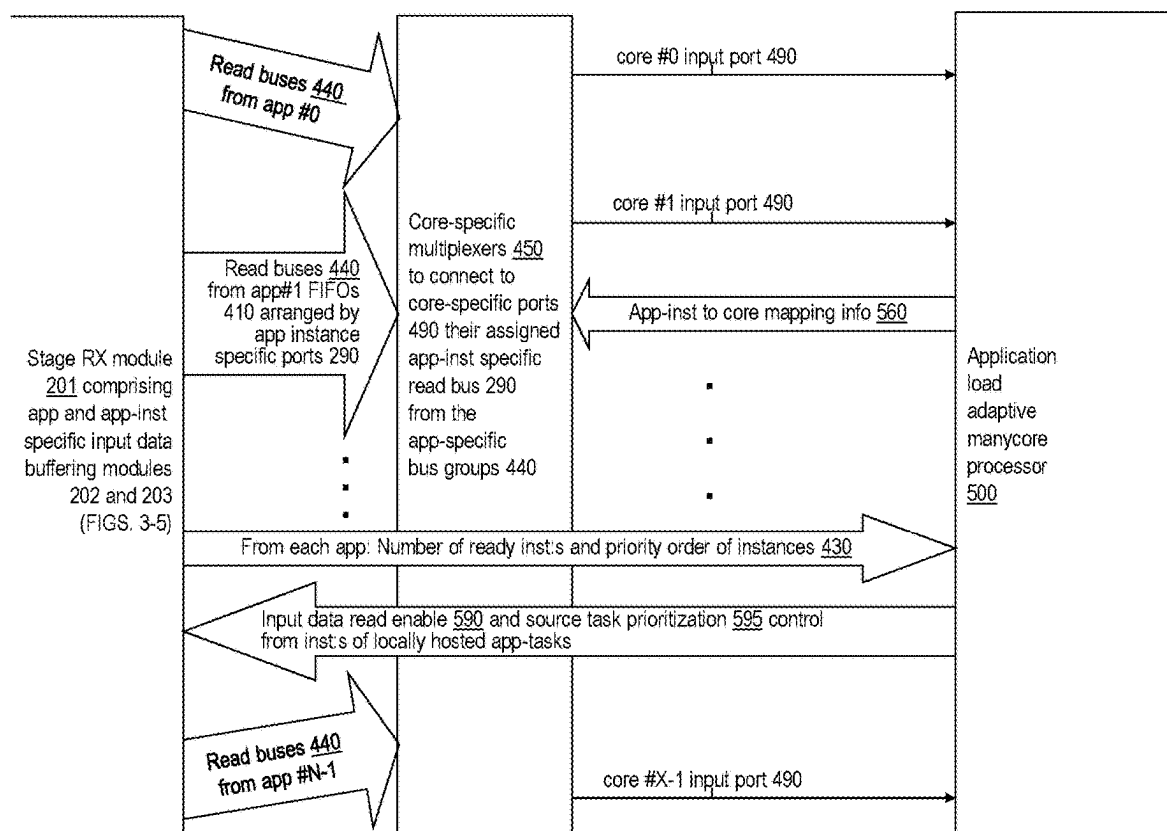 Read buses 440
from app #0
core #0 input port 490
core #1 input port 490
Read buses 440
from app#1 FIFOs
410 arranged by
app instance
specific ports 290
Core-specific
multiplexers 450
to connect to
core-specific ports
490 their assigned
app-inst specific
read bus 290
from the
app-specific
bus groups 440
App-inst to core mapping info 560
Stage RX module
201 comprising
app and app-inst
specific input data
buffering modules
202 and 203
(FIGS. 3-5)
Application
load
adaptive
manycore
processor
500
From each app: Number of ready inst:s and priority order of instances 430
Input data read enable 590 and source task prioritization 595 control
from inst:s of locally hosted app-tasks
Read buses 440
from app #N-1
core #X-1 input port 490